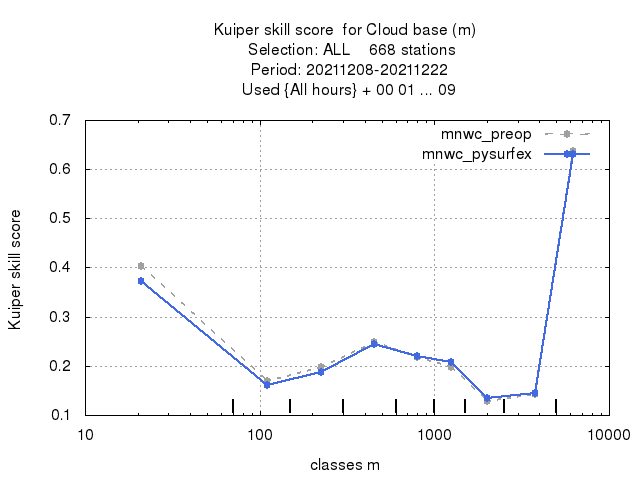 Kuiper skill score  for Cloud base (m)
Selection: ALL    668 stations
Period: 20211208-20211222
Used {All hours} + 00 01 ... 09
mnwc_preop
mnwc_pysurfex
0.7
0.6
0.5
0.4
0.3
0.2
0.1
Kuiper skill score
10
100
1000
10000
classes m